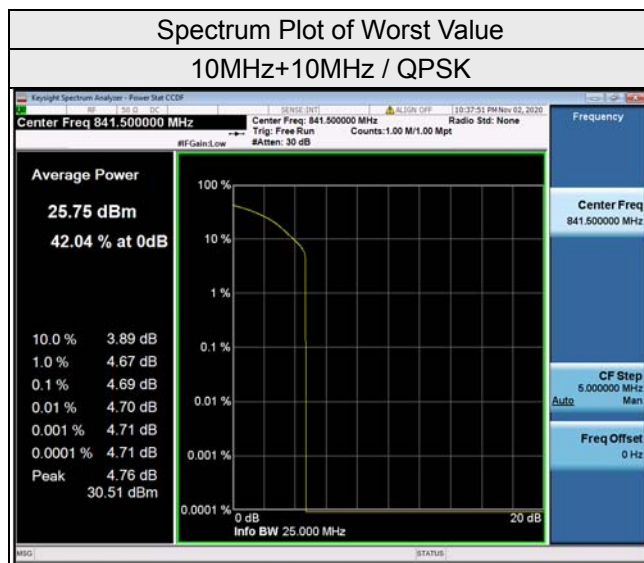 Spectrum Plot of Worst Value
10MHz+10MHz / QPSK
Keysight Spectrum Analyzer - Power Stat CCDF
RF 50 Ω DC SENSE:INT ALIGN OFF 10:37:51 PM Nov 02, 2020
Center Freq 841.500000 MHz
Center Freq: 841.500000 MHz Radio Std: None
Trig: Free Run Counts:1.00 M/1.00 Mpt
#IFGain:Low #Atten: 30 dB
Frequency
Average Power
25.75 dBm
42.04 % at 0dB
10.0 % 3.89 dB
1.0 % 4.67 dB
0.1 % 4.69 dB
0.01 % 4.70 dB
0.001 % 4.71 dB
0.0001 % 4.71 dB
Peak 4.76 dB
30.51 dBm
100 %
10 %
1 %
0.1 %
0.01 %
0.001 %
0.0001 %
0 dB 20 dB
Info BW 25.000 MHz
Center Freq
841.500000 MHz
CF Step
5.000000 MHz
Auto Man
Freq Offset
0 Hz
MSG STATUS